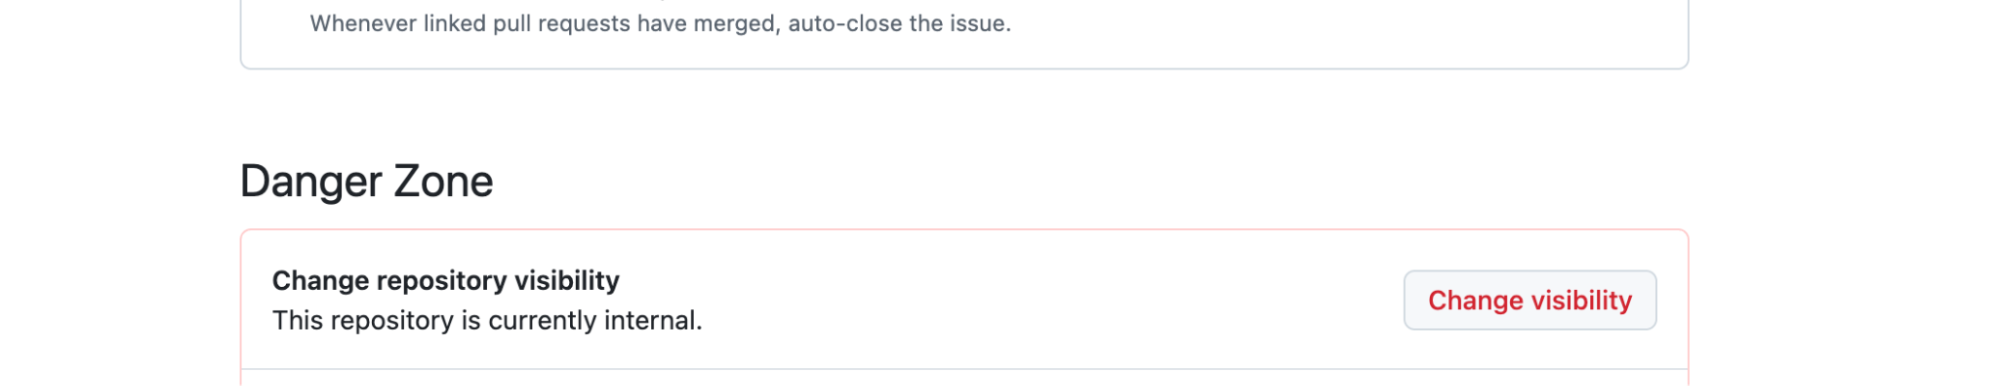 Whenever linked pull requests have merged, auto-close the issue.
Danger Zone
Change repository visibility
This repository is currently internal.
Change visibility